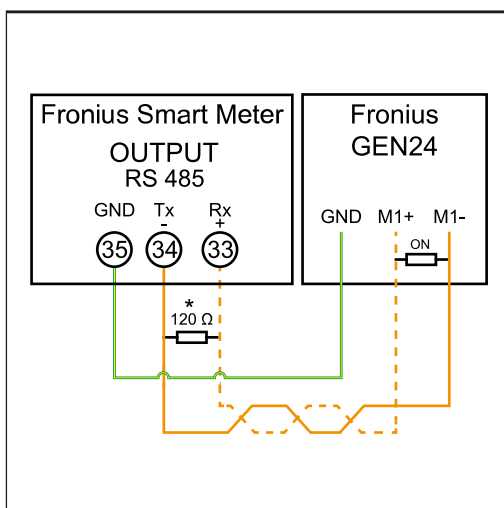 Fronius Smart Meter
OUTPUT
RS 485
GND Tx Rx
- +
35 34 33
*
120 Ω
Fronius
GEN24
GND M1+ M1-
ON